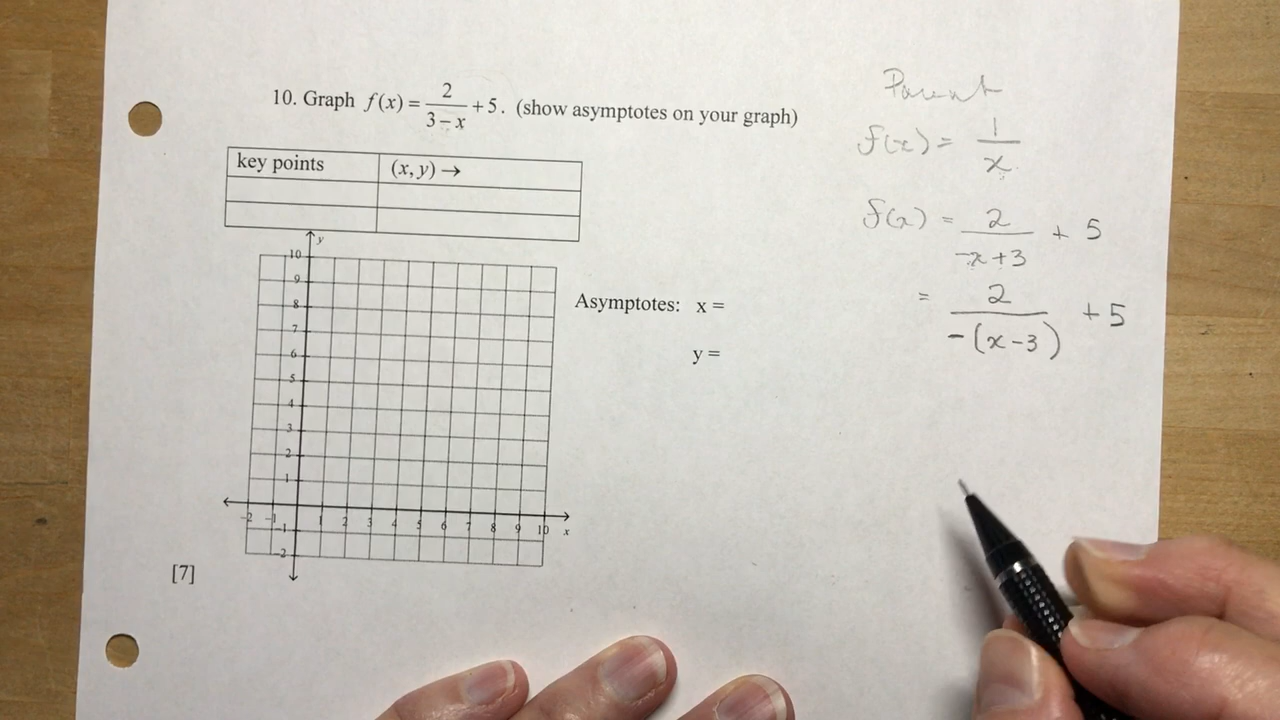 10. Graph f(x) = 2/(3 − x) + 5. (show asymptotes on your graph)
key points (x, y) →
y
10
9
8
7
6
5
4
3
2
1
-2 -1 1 2 3 4 5 6 7 8 9 10 x
-1
-2
Asymptotes: x =
y =
[7]
Parent
f(x) = 1/x
f(x) = 2/(-x+3) + 5
= 2/(-(x-3)) + 5